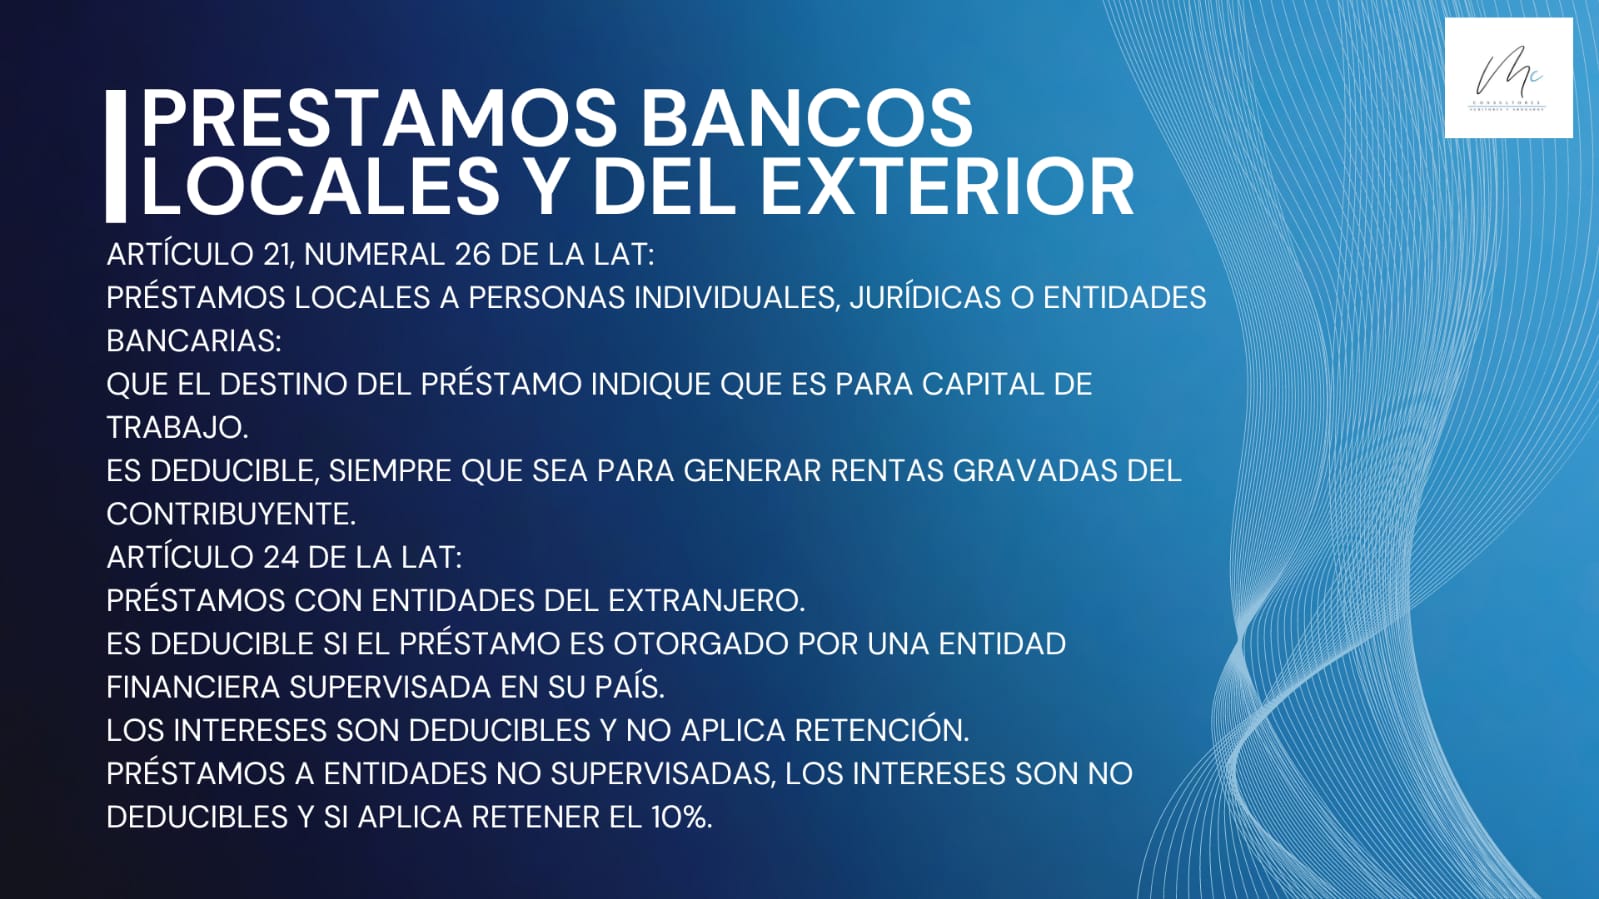 PRESTAMOS BANCOS
LOCALES Y DEL EXTERIOR
Mc
CONSULTORES
AUDITORES Y ABOGADOS
ARTÍCULO 21, NUMERAL 26 DE LA LAT:
PRÉSTAMOS LOCALES A PERSONAS INDIVIDUALES, JURÍDICAS O ENTIDADES
BANCARIAS:
QUE EL DESTINO DEL PRÉSTAMO INDIQUE QUE ES PARA CAPITAL DE
TRABAJO.
ES DEDUCIBLE, SIEMPRE QUE SEA PARA GENERAR RENTAS GRAVADAS DEL
CONTRIBUYENTE.
ARTÍCULO 24 DE LA LAT:
PRÉSTAMOS CON ENTIDADES DEL EXTRANJERO.
ES DEDUCIBLE SI EL PRÉSTAMO ES OTORGADO POR UNA ENTIDAD
FINANCIERA SUPERVISADA EN SU PAÍS.
LOS INTERESES SON DEDUCIBLES Y NO APLICA RETENCIÓN.
PRÉSTAMOS A ENTIDADES NO SUPERVISADAS, LOS INTERESES SON NO
DEDUCIBLES Y SI APLICA RETENER EL 10%.